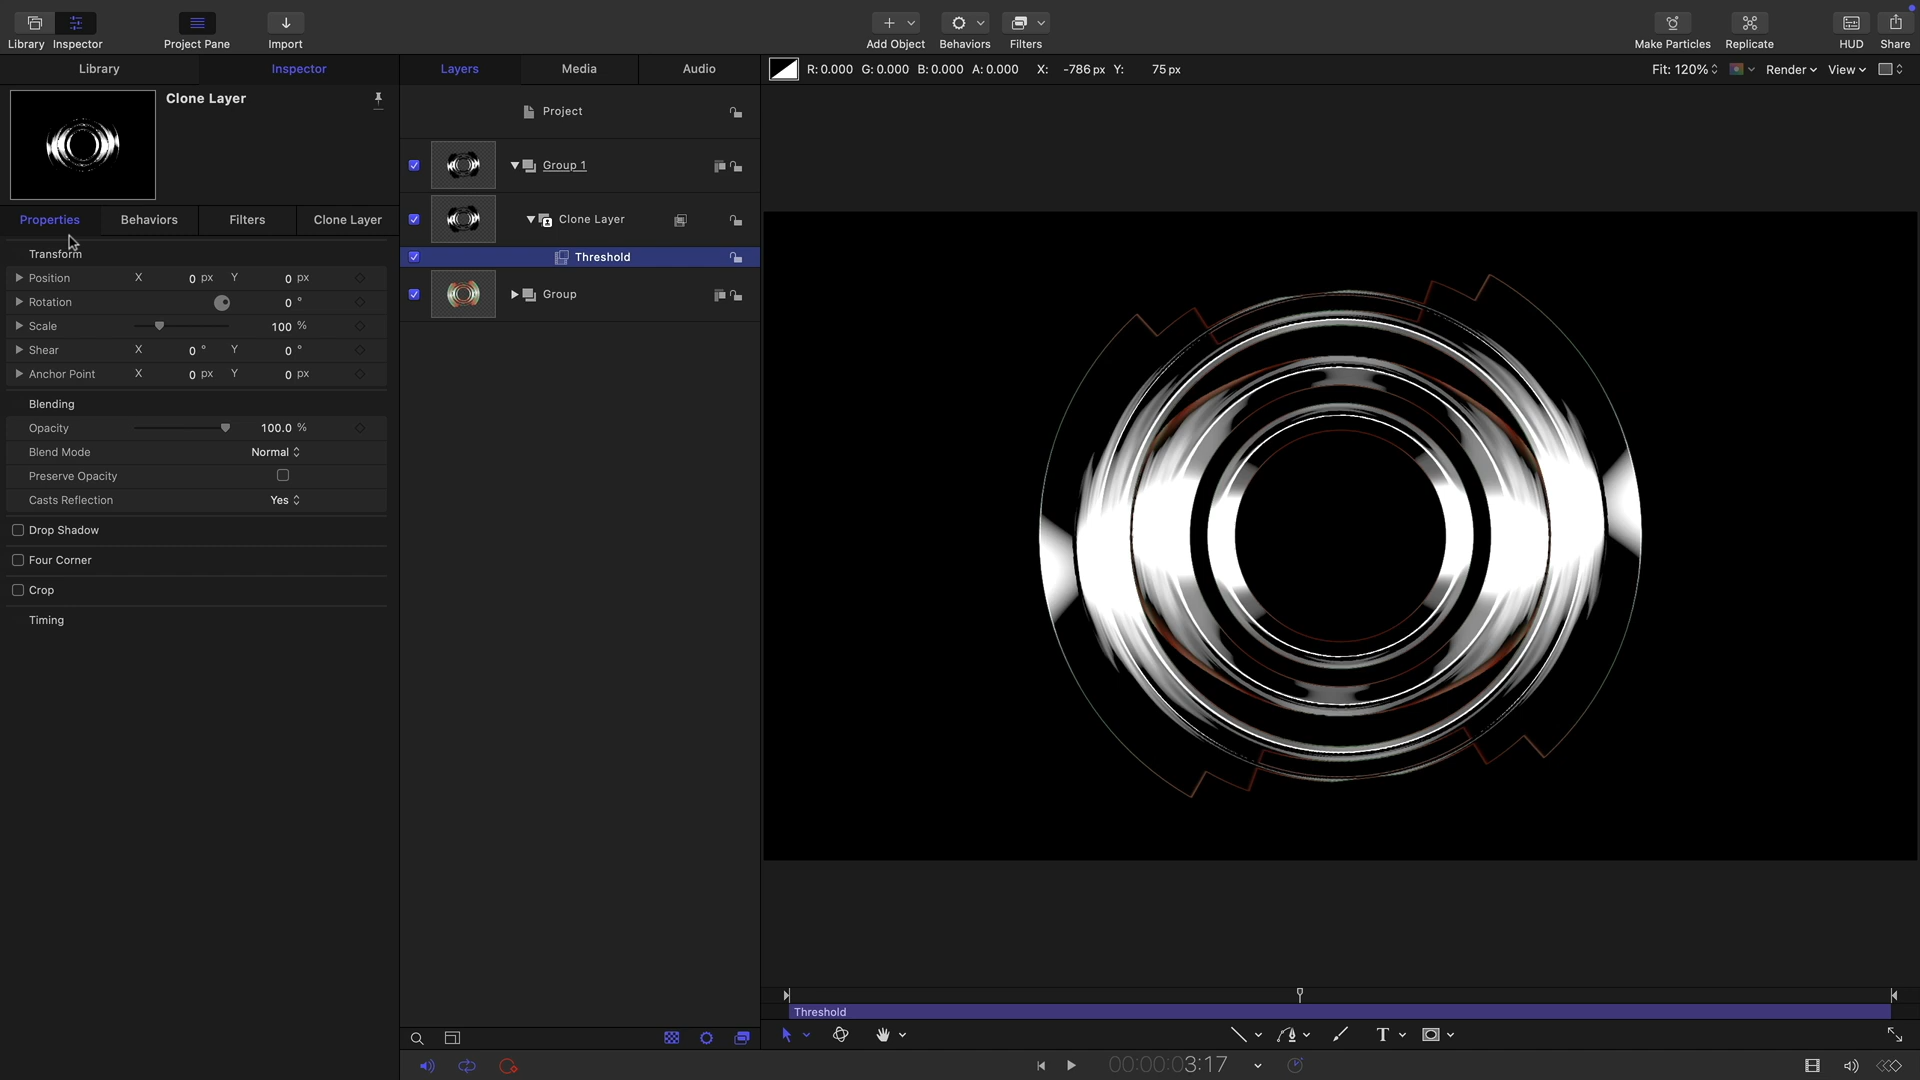 Library Inspector
Project Pane
Import
Add Object
Behaviors
Filters
Make Particles
Replicate
HUD
Share
Library
Inspector
Layers
Media
Audio
R: 0.000 G: 0.000 B: 0.000 A: 0.000 X: -786 px Y: 75 px
Fit: 120%
Render
View
Clone Layer
Properties
Behaviors
Filters
Clone Layer
Transform
Position X 0 px Y 0 px
Rotation 0 °
Scale 100 %
Shear X 0 ° Y 0 °
Anchor Point X 0 px Y 0 px
Blending
Opacity 100.0 %
Blend Mode Normal
Preserve Opacity
Casts Reflection Yes
Drop Shadow
Four Corner
Crop
Timing
Project
Group 1
Clone Layer
Threshold
Group
Threshold
T
00:00:03:17